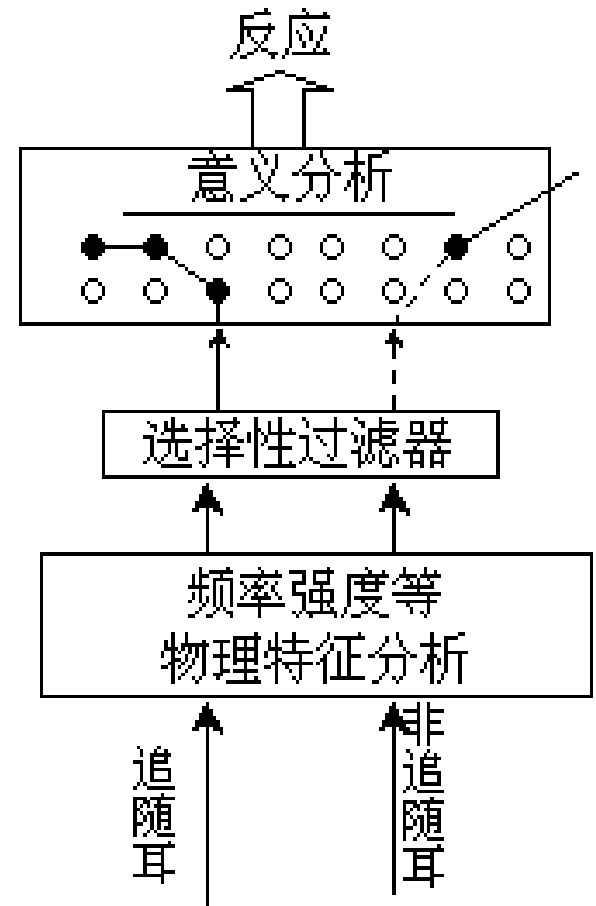 反应
意义分析
选择性过滤器
频率强度等
物理特征分析
追随耳
非追随耳